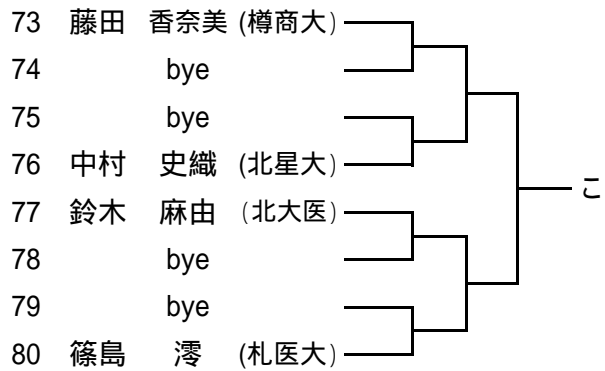 73 藤田 香奈美 (樽商大)
74 bye
75 bye
76 中村 史織 (北星大)
77 鈴木 麻由 (北大医)
78 bye
79 bye
80 篠島 澪 (札医大)
こ